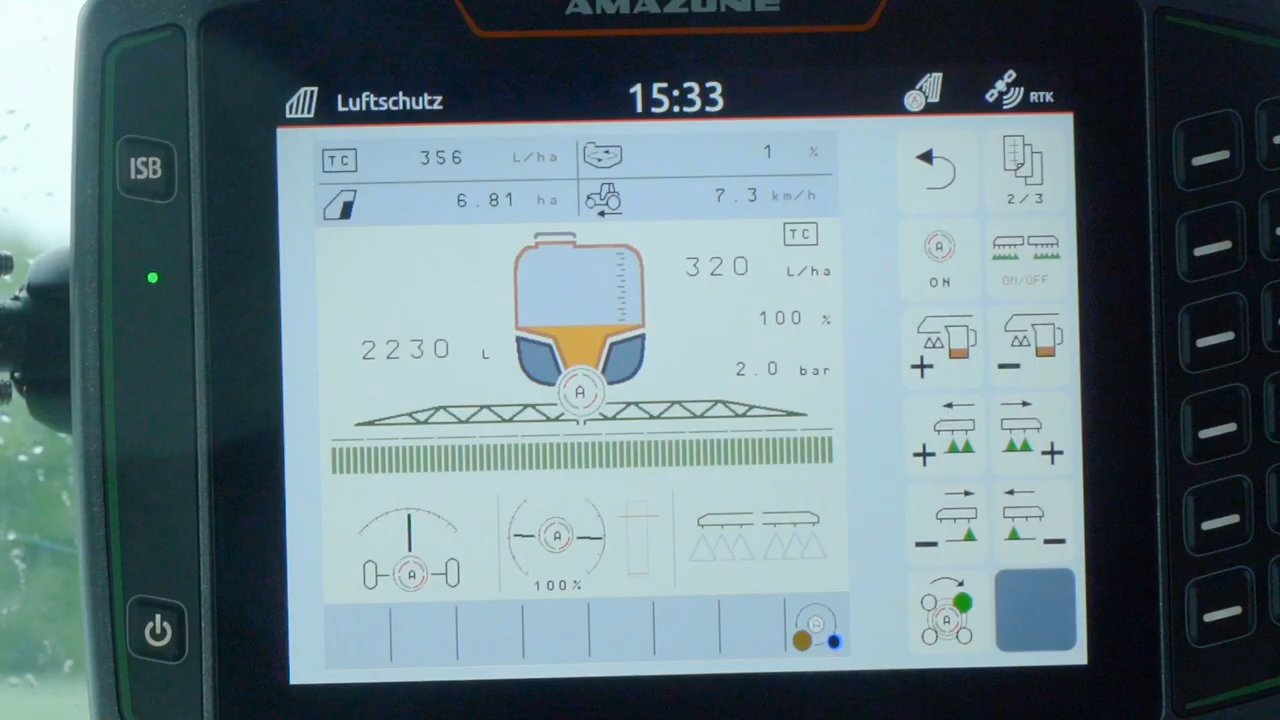 AMAZONE
Luftschutz 15:33 RTK
TC 356 L/ha 1 %
6.81 ha 7.3 km/h
2/3
TC
320 L/ha
A ON ON/OFF
100 %
2230 L
2.0 bar
A
A A
100%
A
A
ISB